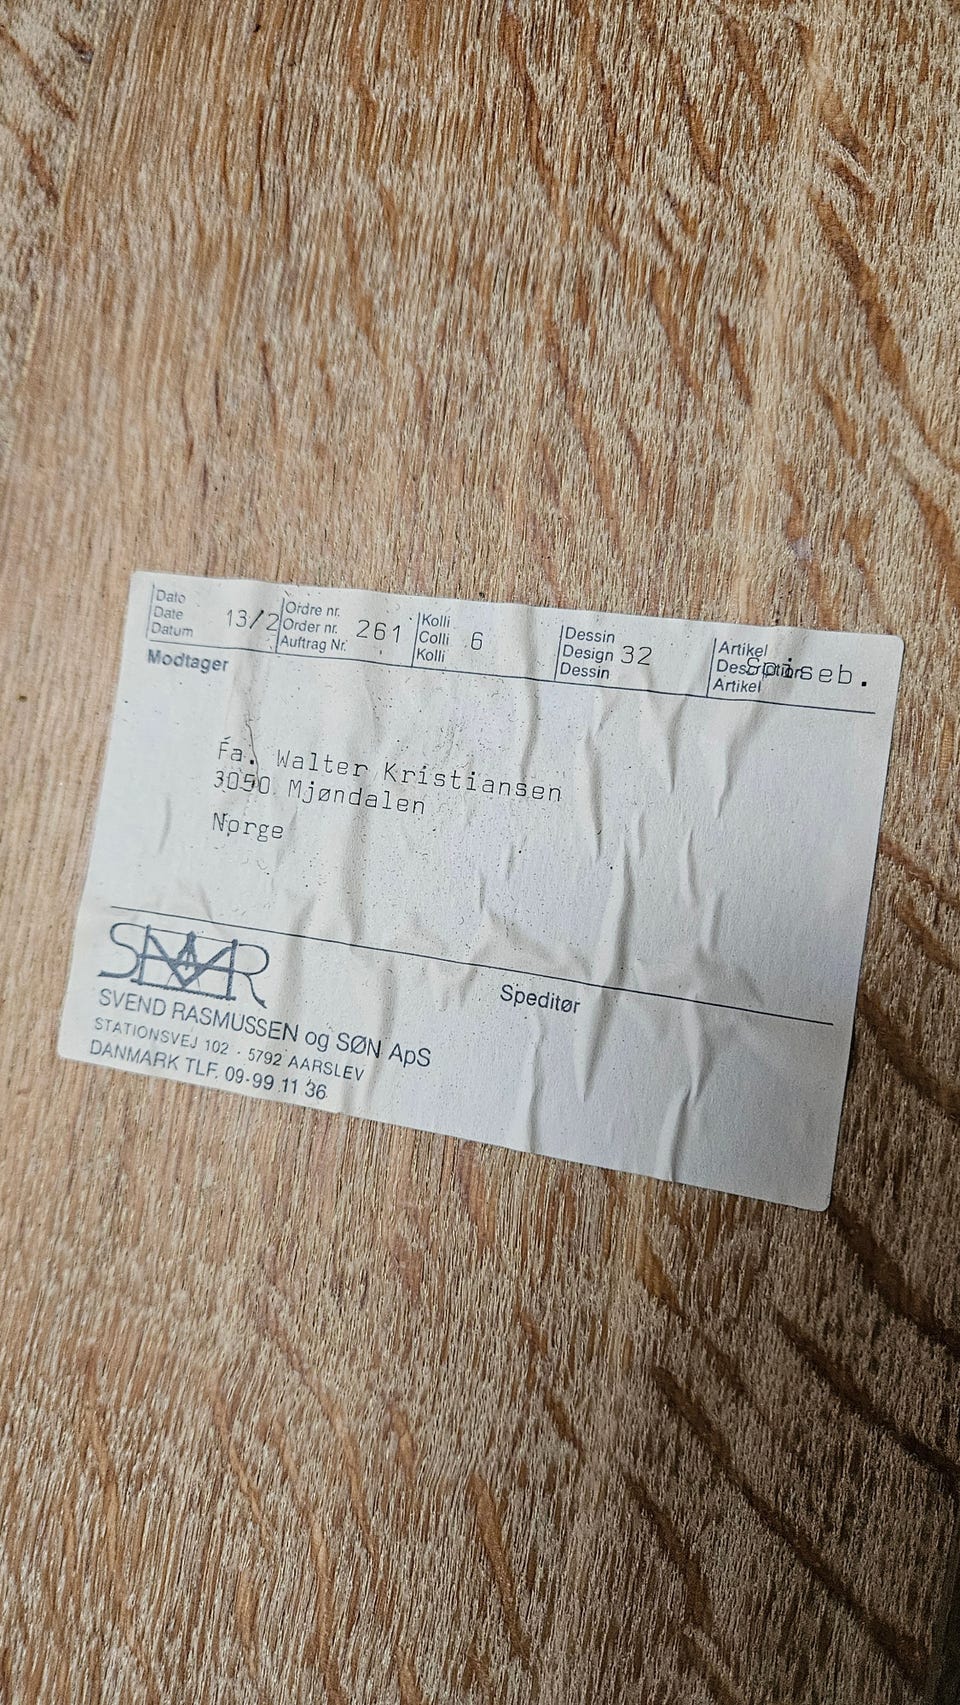 Dato
Date
Datum
13/2
Ordre nr.
Order nr.
Auftrag Nr.
261
Kolli
Colli
Kolli
6
Dessin
Design
Dessin
32
Artikel
Description
Artikel
Spiseb.
Modtager
Fa. Walter Kristiansen
3050 Mjøndalen
Norge
SVEND RASMUSSEN og SØN ApS
STATIONSVEJ 102 · 5792 AARSLEV
DANMARK TLF. 09-99 11 36
Speditør